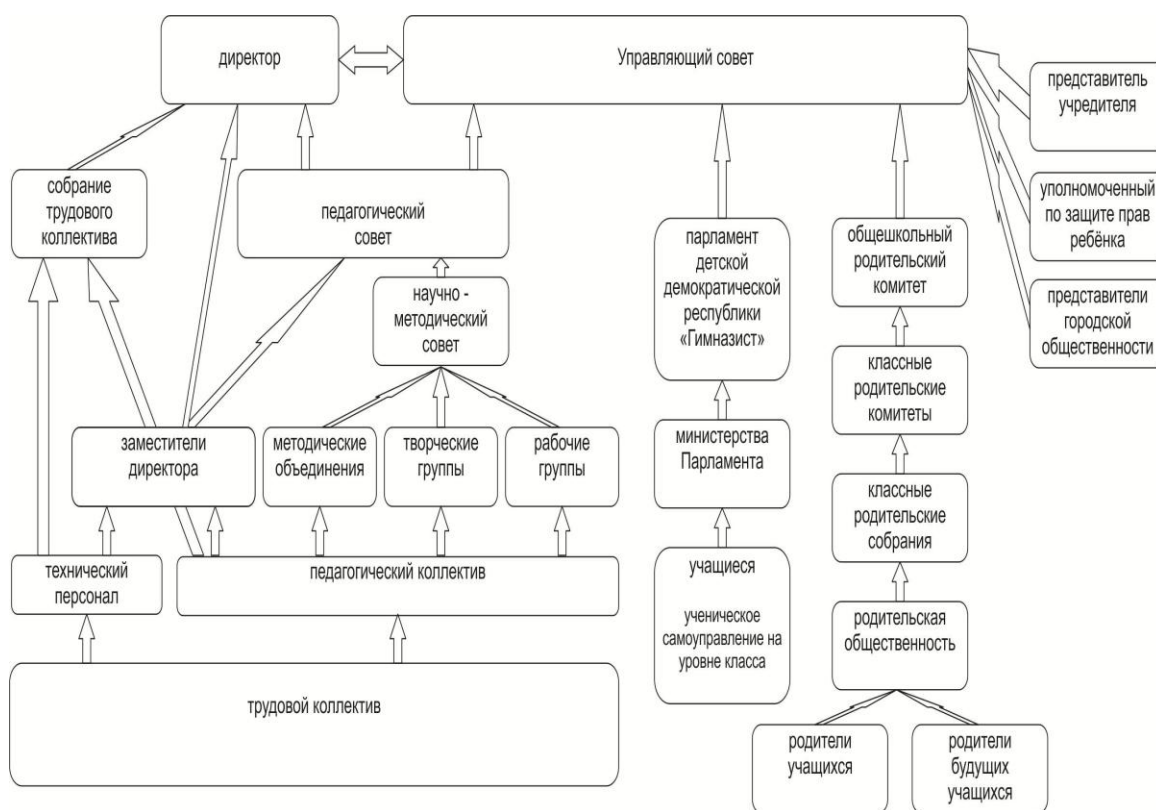 директор
Управляющий совет
представитель
учредителя
собрание
трудового
коллектива
педагогический
совет
уполномоченный
по защите прав
ребёнка
парламент
детской
демократической
республики
«Гимназист»
общешкольный
родительский
комитет
научно -
методический
совет
представители
городской
общественности
классные
родительские
комитеты
заместители
директора
методические
объединения
творческие
группы
рабочие
группы
министерства
Парламента
классные
родительские
собрания
технический
персонал
педагогический коллектив
учащиеся
ученическое
самоуправление на
уровне класса
родительская
общественность
трудовой коллектив
родители
учащихся
родители
будущих
учащихся